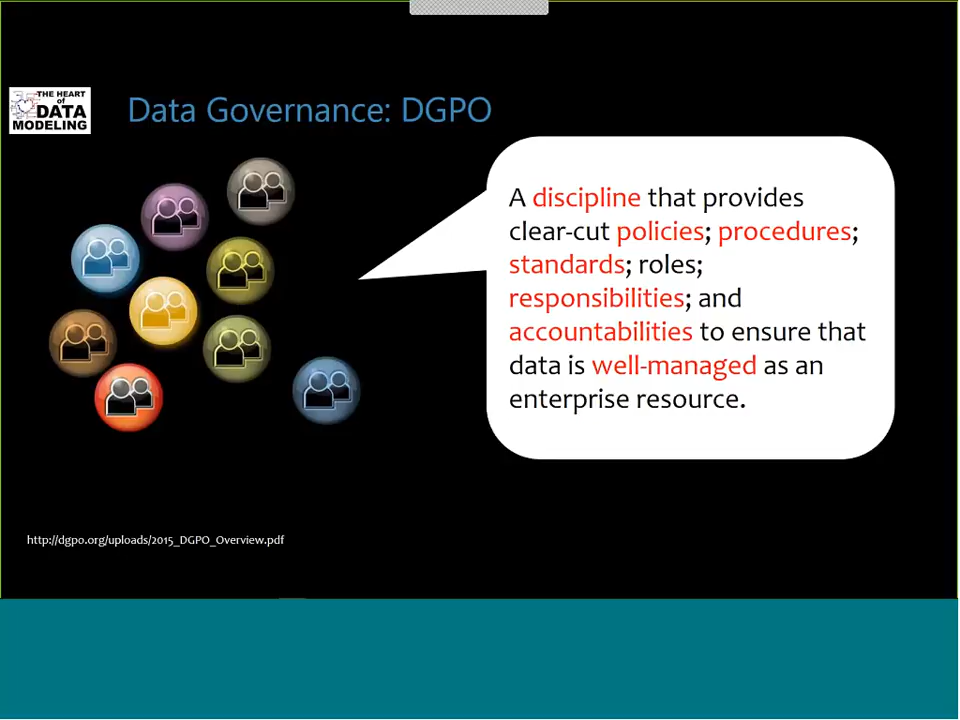 THE HEART
of
DATA
MODELING
Data Governance: DGPO
A discipline that provides
clear-cut policies; procedures;
standards; roles;
responsibilities; and
accountabilities to ensure that
data is well-managed as an
enterprise resource.
http://dgpo.org/uploads/2015_DGPO_Overview.pdf